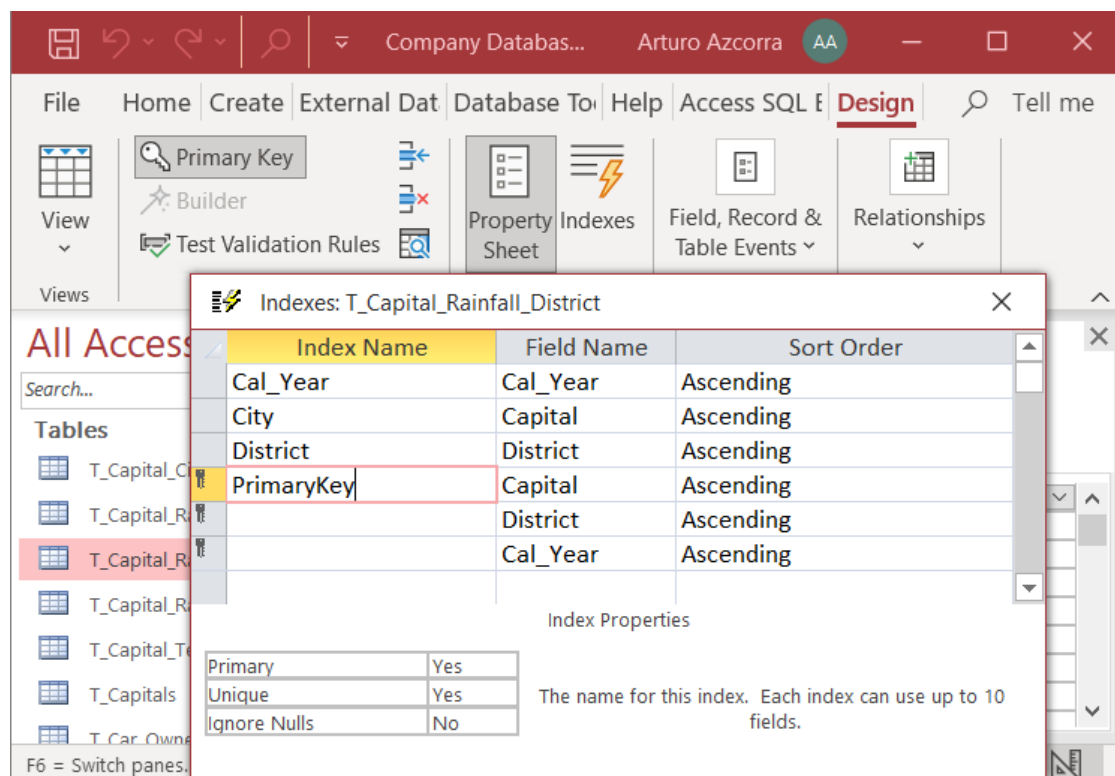 Company Databas... Arturo Azcorra AA
File Home Create External Dat Database To Help Access SQL E Design Tell me
Primary Key
Builder
Test Validation Rules
View
Property Sheet
Indexes
Field, Record &
Table Events
Relationships
Views
Indexes: T_Capital_Rainfall_District
All Access
Search...
Tables
T_Capital_Ci
T_Capital_Ra
T_Capital_Ra
T_Capital_Ra
T_Capital_Te
T_Capitals
T_Car_Owne
Index Name Field Name Sort Order
Cal_Year Cal_Year Ascending
City Capital Ascending
District District Ascending
PrimaryKey Capital Ascending
District Ascending
Cal_Year Ascending
Index Properties
Primary Yes
Unique Yes
Ignore Nulls No
The name for this index. Each index can use up to 10
fields.
F6 = Switch panes.